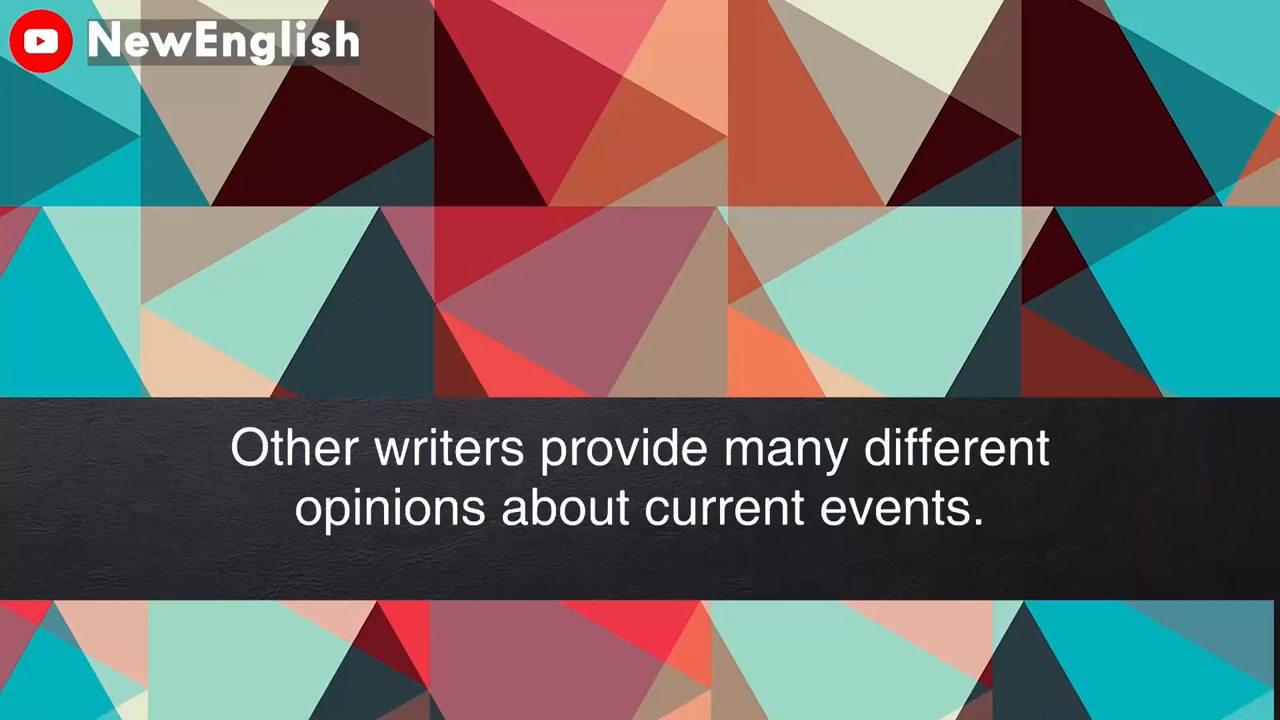 NewEnglish
Other writers provide many different
opinions about current events.